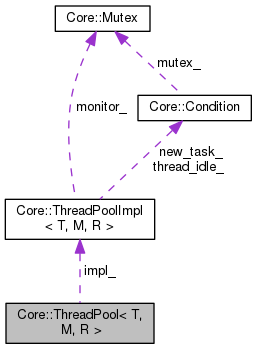 Core::Mutex
mutex_
monitor_
Core::Condition
new_task_
thread_idle_
Core::ThreadPoolImpl
< T, M, R >
impl_
Core::ThreadPool< T,
M, R >